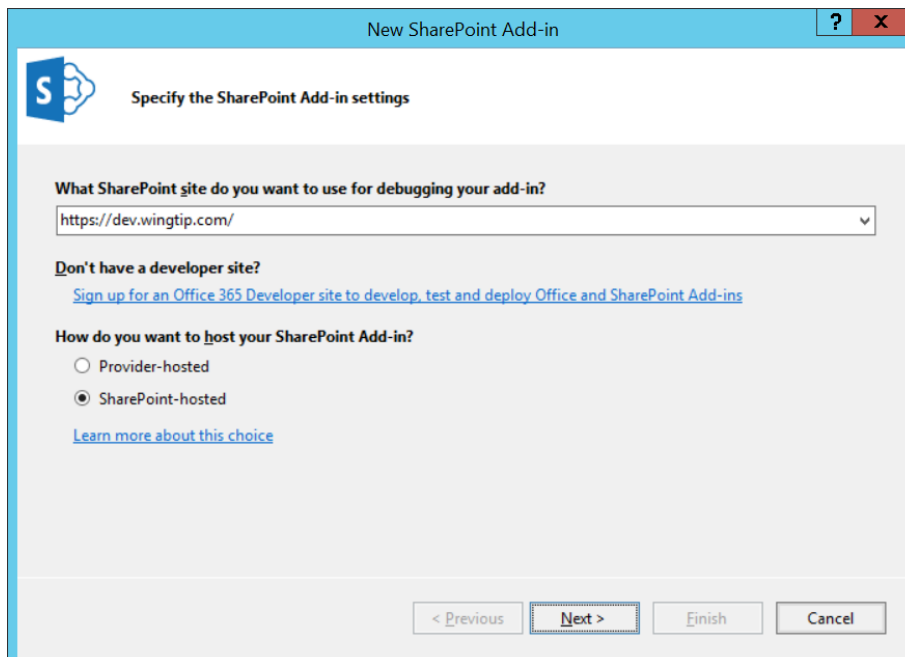 New SharePoint Add-in
? X
S
Specify the SharePoint Add-in settings
What SharePoint site do you want to use for debugging your add-in?
https://dev.wingtip.com/
Don't have a developer site?
Sign up for an Office 365 Developer site to develop, test and deploy Office and SharePoint Add-ins
How do you want to host your SharePoint Add-in?
Provider-hosted
SharePoint-hosted
Learn more about this choice
< Previous Next > Finish Cancel